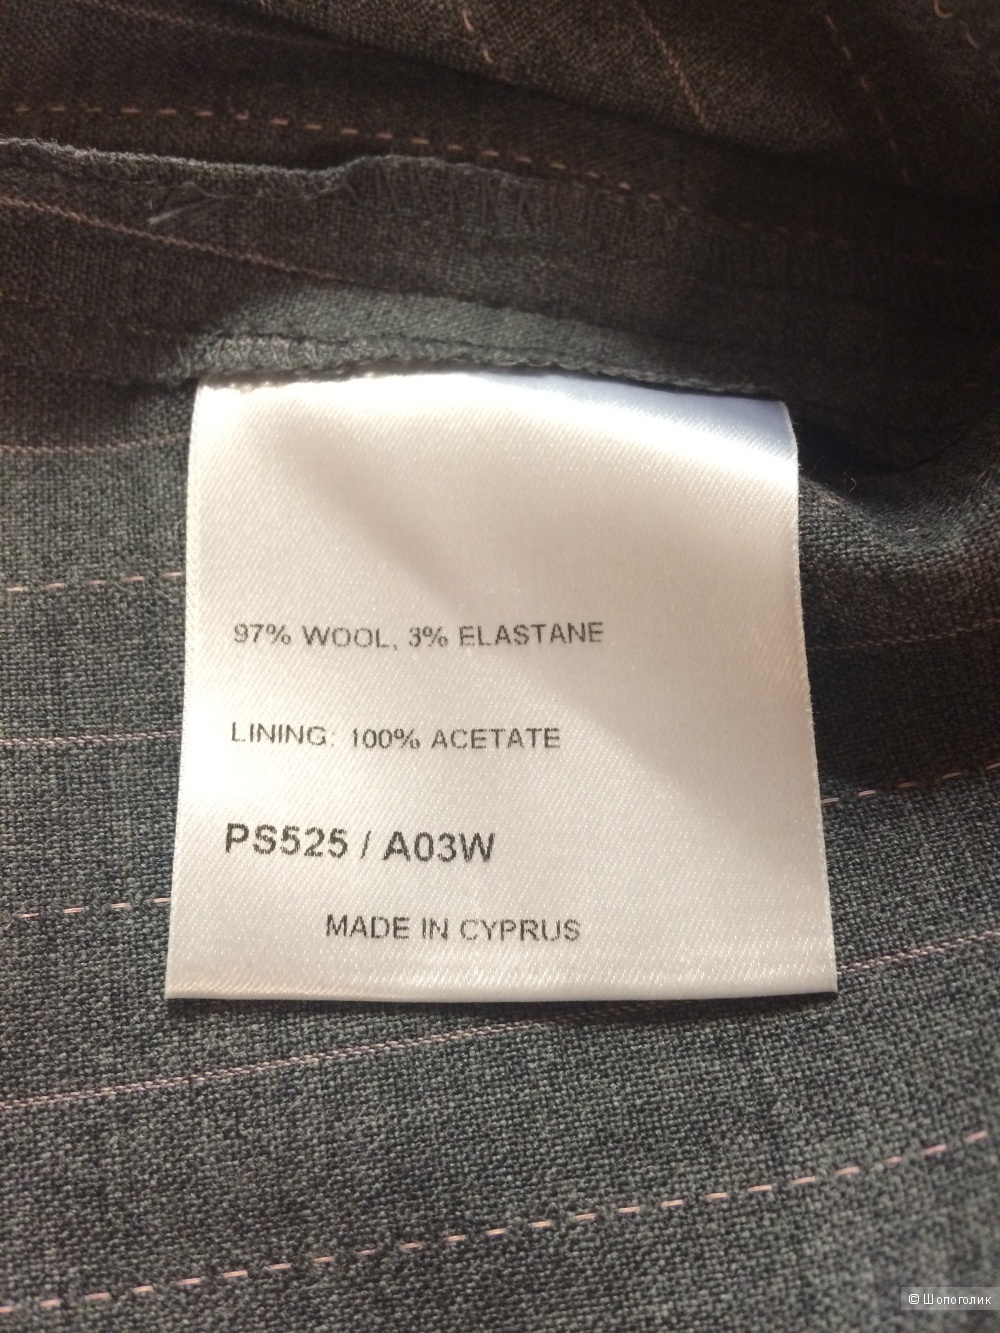 97% WOOL, 3% ELASTANE
LINING: 100% ACETATE
PS525 / A03W
MADE IN CYPRUS
© Шопоголик